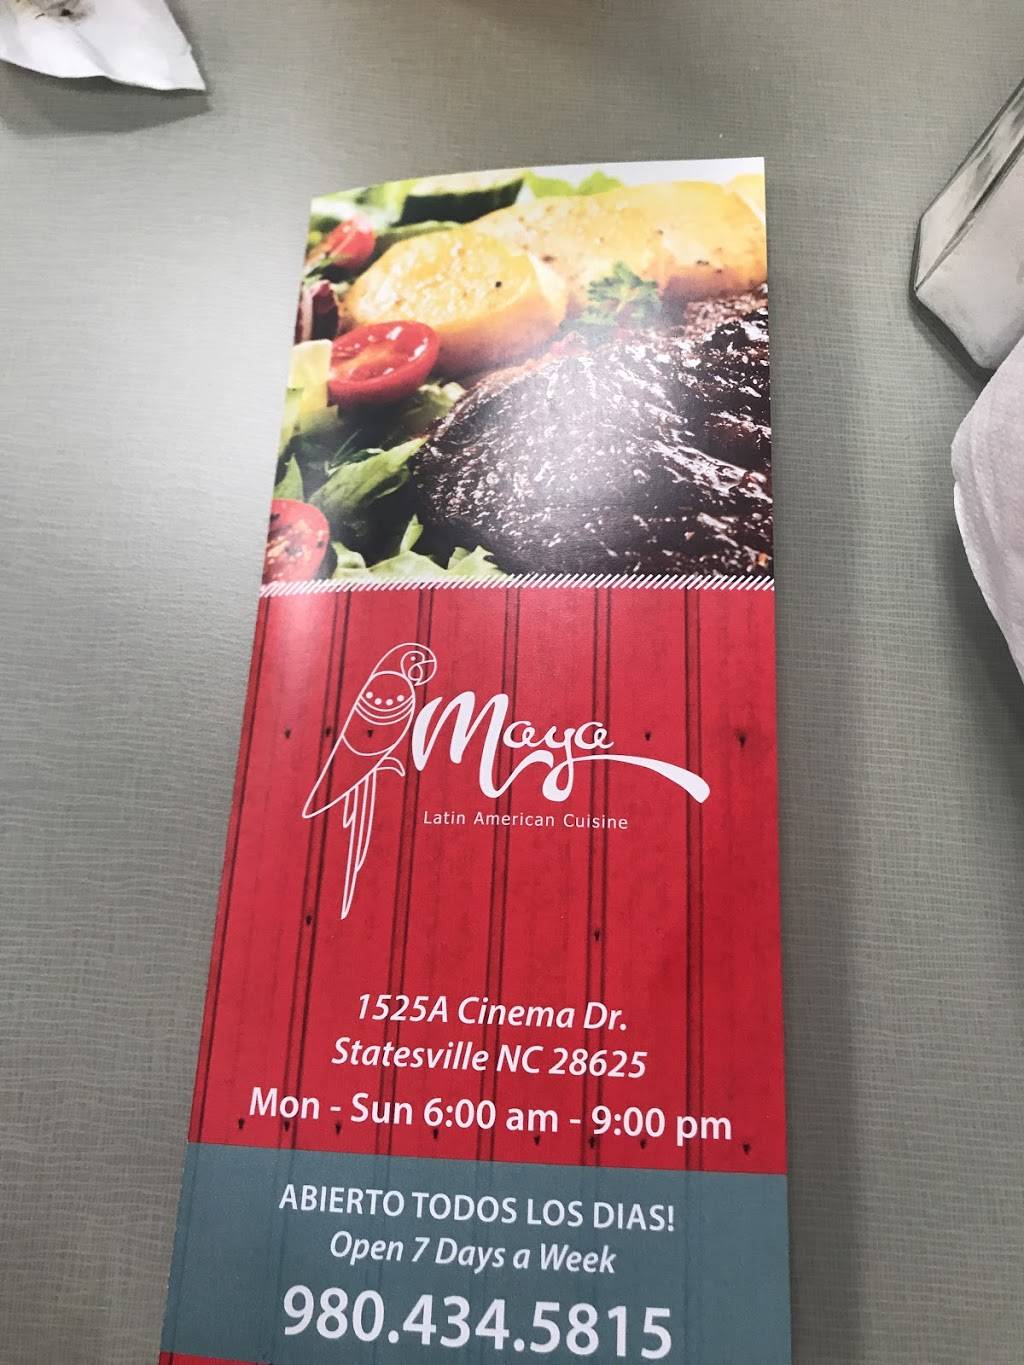 Maya
Latin American Cuisine
1525A Cinema Dr.
Statesville NC 28625
Mon - Sun 6:00 am - 9:00 pm
ABIERTO TODOS LOS DIAS!
Open 7 Days a Week
980.434.5815